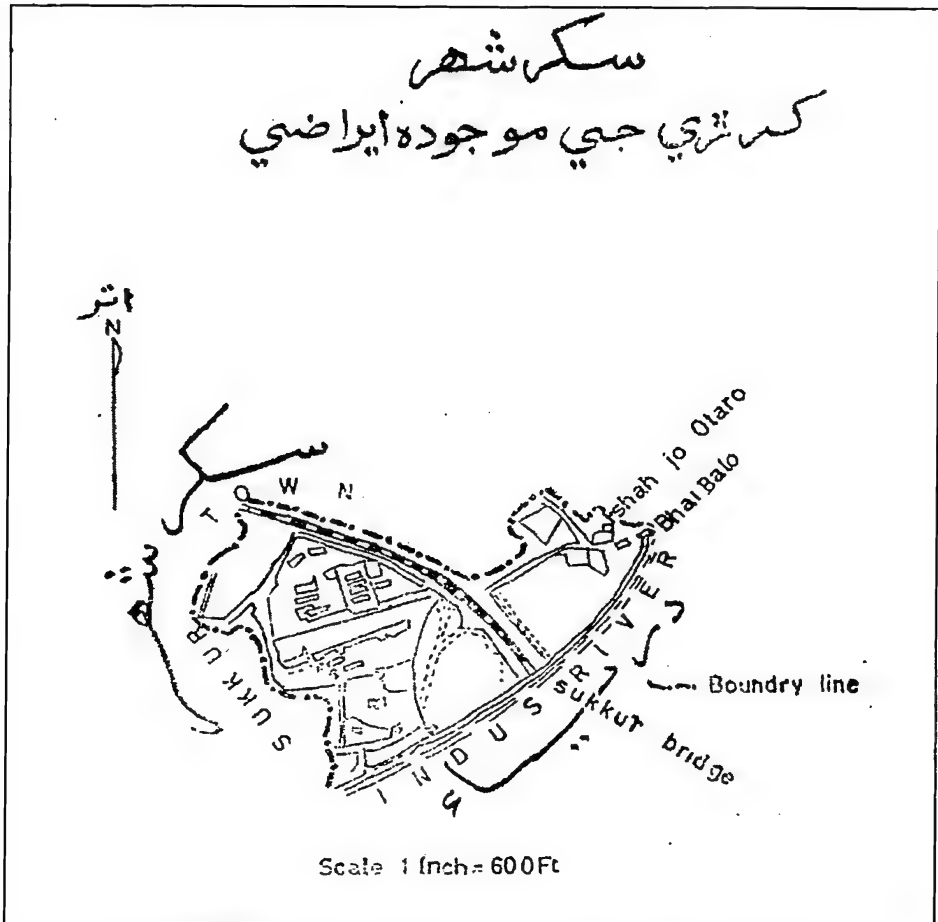 سکر شهر
جي موجوده ايراضي
اتر
N
سکر
TOWN
SUKKUR
shah jo Otaro
Bhai Balo
INDUS RIVER
sukkur bridge
Boundry line
Scale 1 Inch = 600 Ft